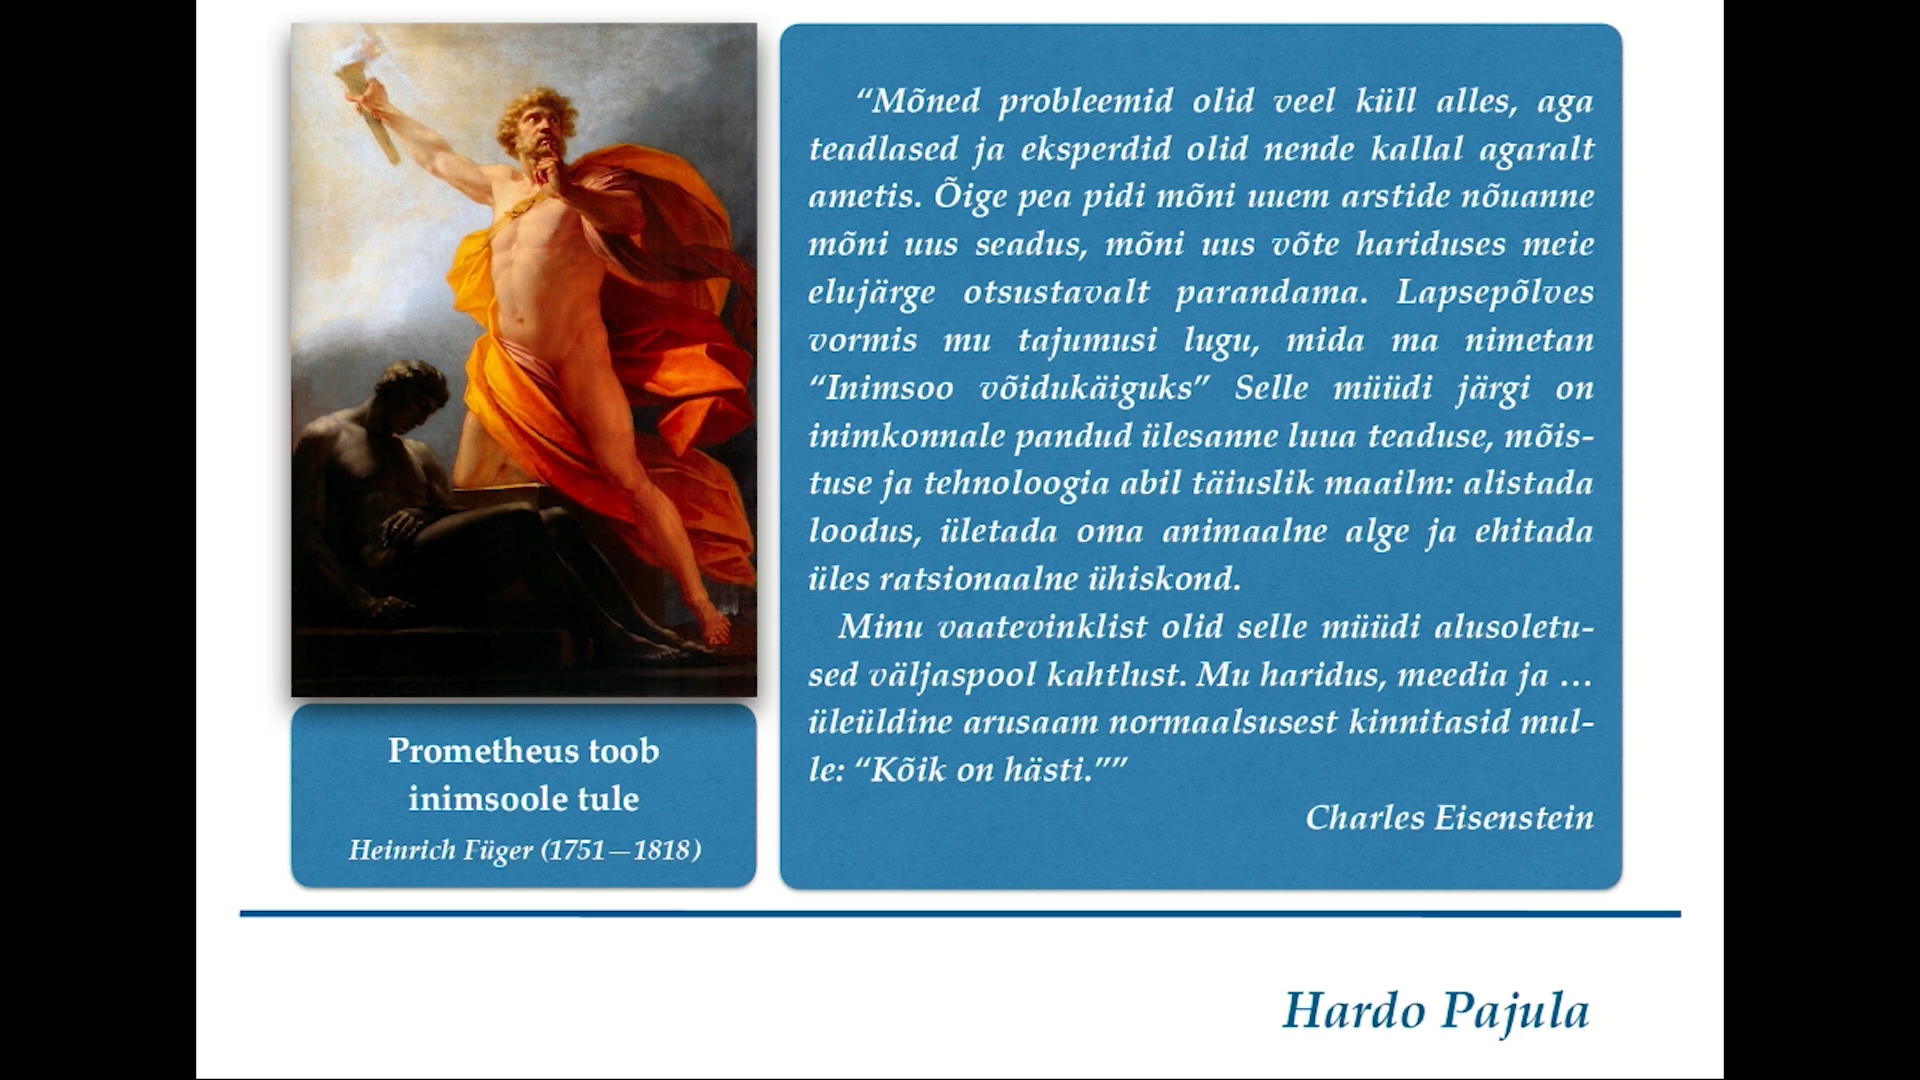 “Mõned probleemid olid veel küll alles, aga
teadlased ja eksperdid olid nende kallal agaralt
ametis. Õige pea pidi mõni uuem arstide nõuanne
mõni uus seadus, mõni uus võte hariduses meie
elujärge otsustavalt parandama. Lapsepõlves
vormis mu tajumusi lugu, mida ma nimetan
“Inimsoo võidukäiguks” Selle müüdi järgi on
inimkonnale pandud ülesanne luua teaduse, mõis-
tuse ja tehnoloogia abil täiuslik maailm: alistada
loodus, ületada oma animaalne alge ja ehitada
üles ratsionaalne ühiskond.
Minu vaatevinklist olid selle müüdi alusoletu-
sed väljaspool kahtlust. Mu haridus, meedia ja …
üleüldine arusaam normaalsusest kinnitasid mul-
le: “Kõik on hästi.””
Charles Eisenstein
Prometheus toob
inimsoole tule
Heinrich Füger (1751—1818)
Hardo Pajula